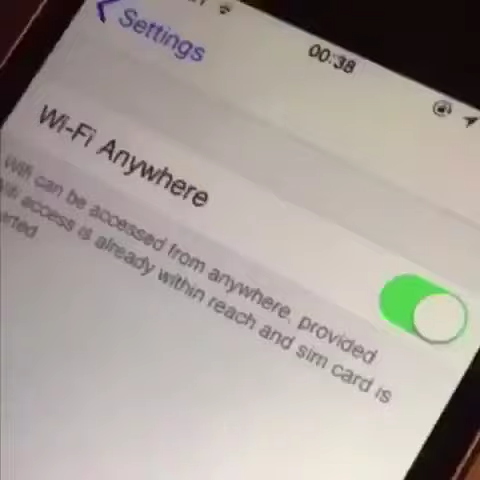 Settings
00:38
Wi-Fi Anywhere
Wifi can be accessed from anywhere, provided
access is already within reach and sim card is